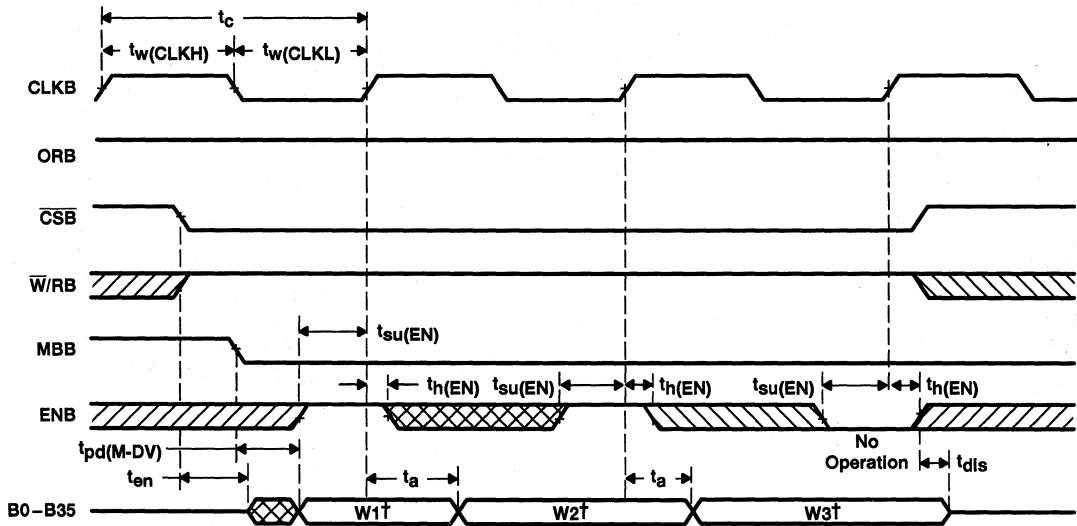 tc
tw(CLKH)
tw(CLKL)
CLKB
ORB
CSB
W/RB
tsu(EN)
MBB
th(EN)
tsu(EN)
th(EN)
tsu(EN)
th(EN)
ENB
tpd(M-DV)
No
Operation
ten
ta
ta
tdis
B0–B35
W1†
W2†
W3†